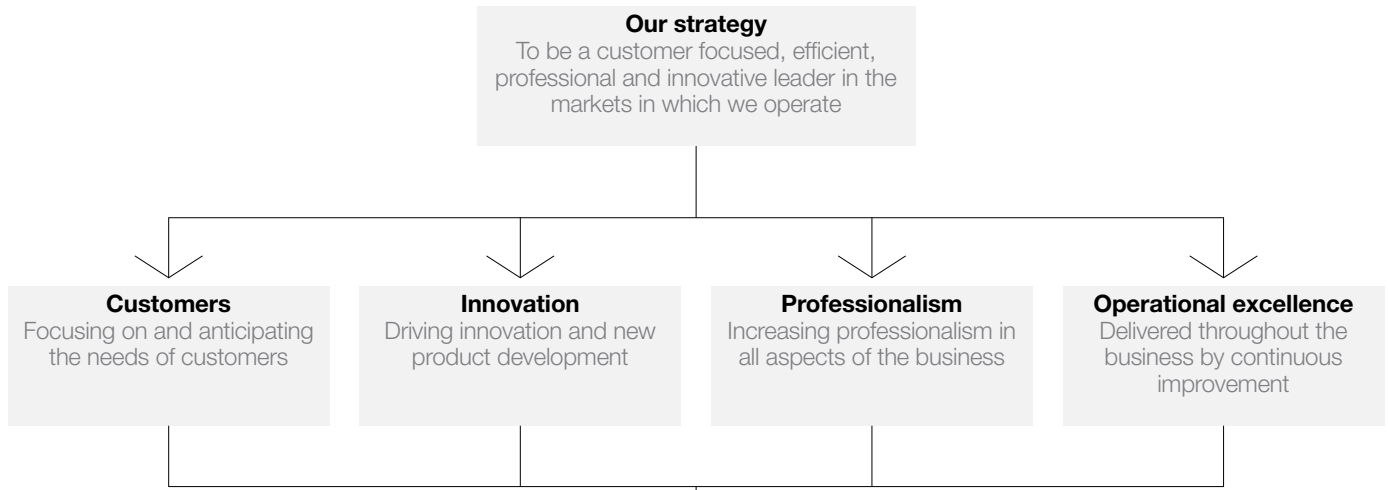 Our strategy
To be a customer focused, efficient,
professional and innovative leader in the
markets in which we operate
Customers
Focusing on and anticipating
the needs of customers
Innovation
Driving innovation and new
product development
Professionalism
Increasing professionalism in
all aspects of the business
Operational excellence
Delivered throughout the
business by continuous
improvement